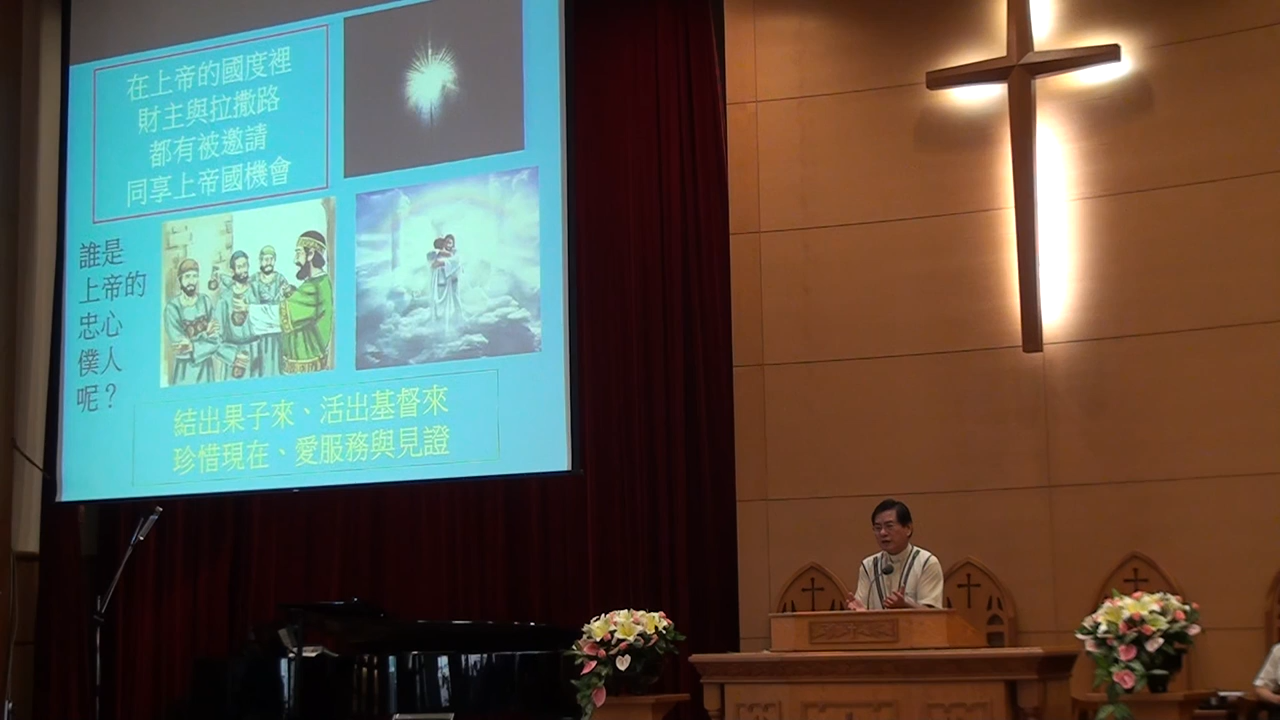 在上帝的國度裡
財主與拉撒路
都有被邀請
同享上帝國機會
誰是
上帝的
忠心
僕人
呢？
結出果子來、活出基督來
珍惜現在、愛服務與見證